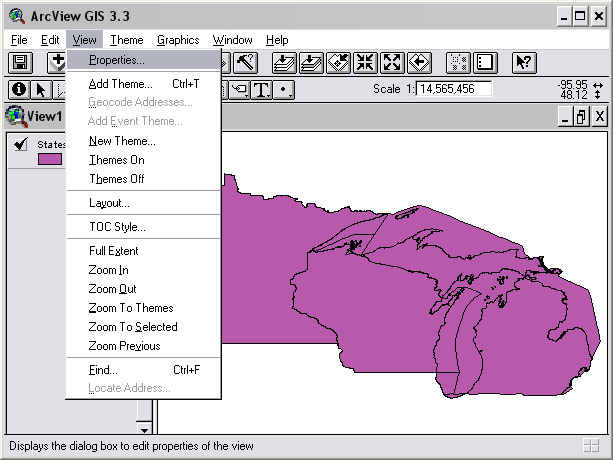 ArcView GIS 3.3
File Edit View Theme Graphics Window Help
Scale 1: 14,565,456
-95.95
48.12
View1
States
Properties...
Add Theme... Ctrl+T
Geocode Addresses...
Add Event Theme...
New Theme...
Themes On
Themes Off
Layout...
TOC Style...
Full Extent
Zoom In
Zoom Out
Zoom To Themes
Zoom To Selected
Zoom Previous
Find... Ctrl+F
Locate Address...
Displays the dialog box to edit properties of the view